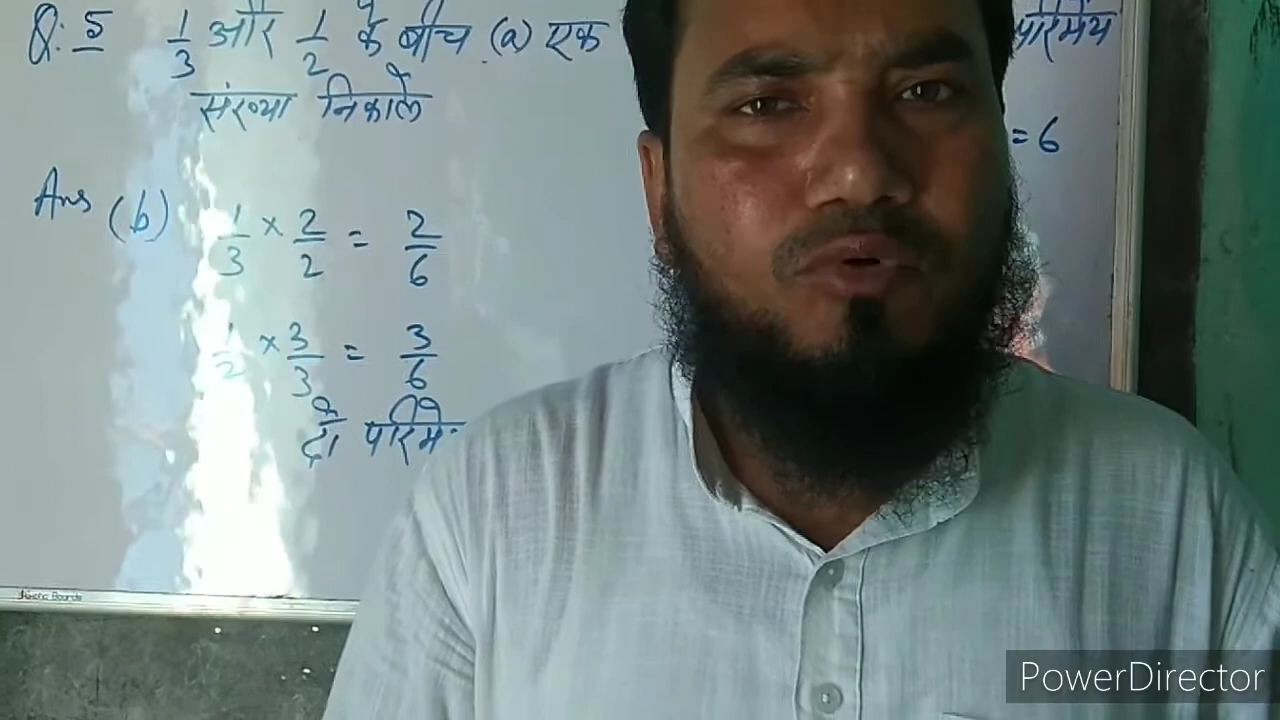 Q: 5 1/3 और 1/2 के बीच (a) एक परिमेय
संख्या निकालें
= 6
Ans (b) 1/3 × 2/2 = 2/6
1/2 × 3/3 = 3/6
दो
PowerDirector